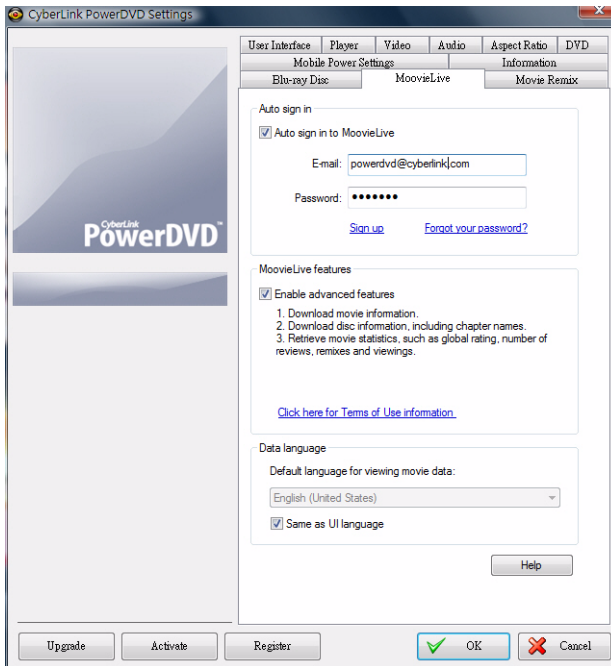 CyberLink PowerDVD Settings
User Interface Player Video Audio Aspect Ratio DVD
Mobile Power Settings Information
Blu-ray Disc MoovieLive Movie Remix
CyberLink
PowerDVD™
Auto sign in
Auto sign in to MoovieLive
E-mail: powerdvd@cyberlink.com
Password: •••••••
Sign up Forgot your password?
MoovieLive features
Enable advanced features
1. Download movie information.
2. Download disc information, including chapter names.
3. Retrieve movie statistics, such as global rating, number of
reviews, remixes and viewings.
Click here for Terms of Use information
Data language
Default language for viewing movie data:
English (United States)
Same as UI language
Help
Upgrade Activate Register OK Cancel